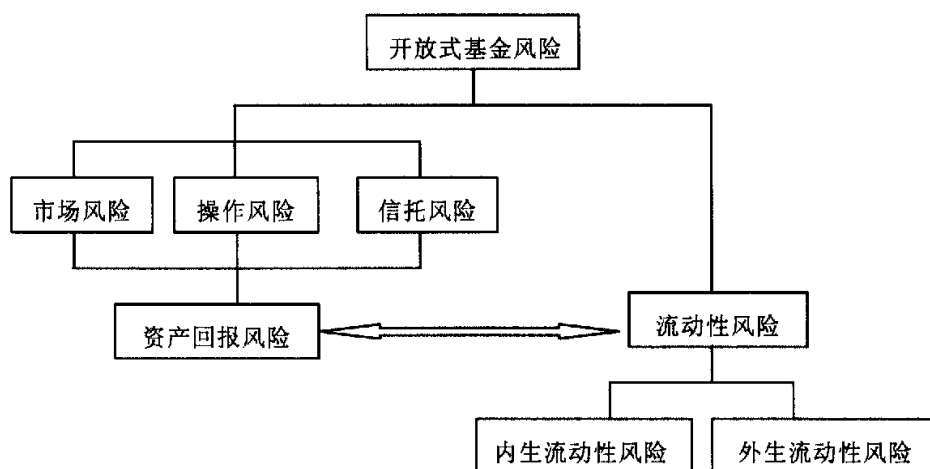 开放式基金风险
市场风险
操作风险
信托风险
资产回报风险
流动性风险
内生流动性风险
外生流动性风险